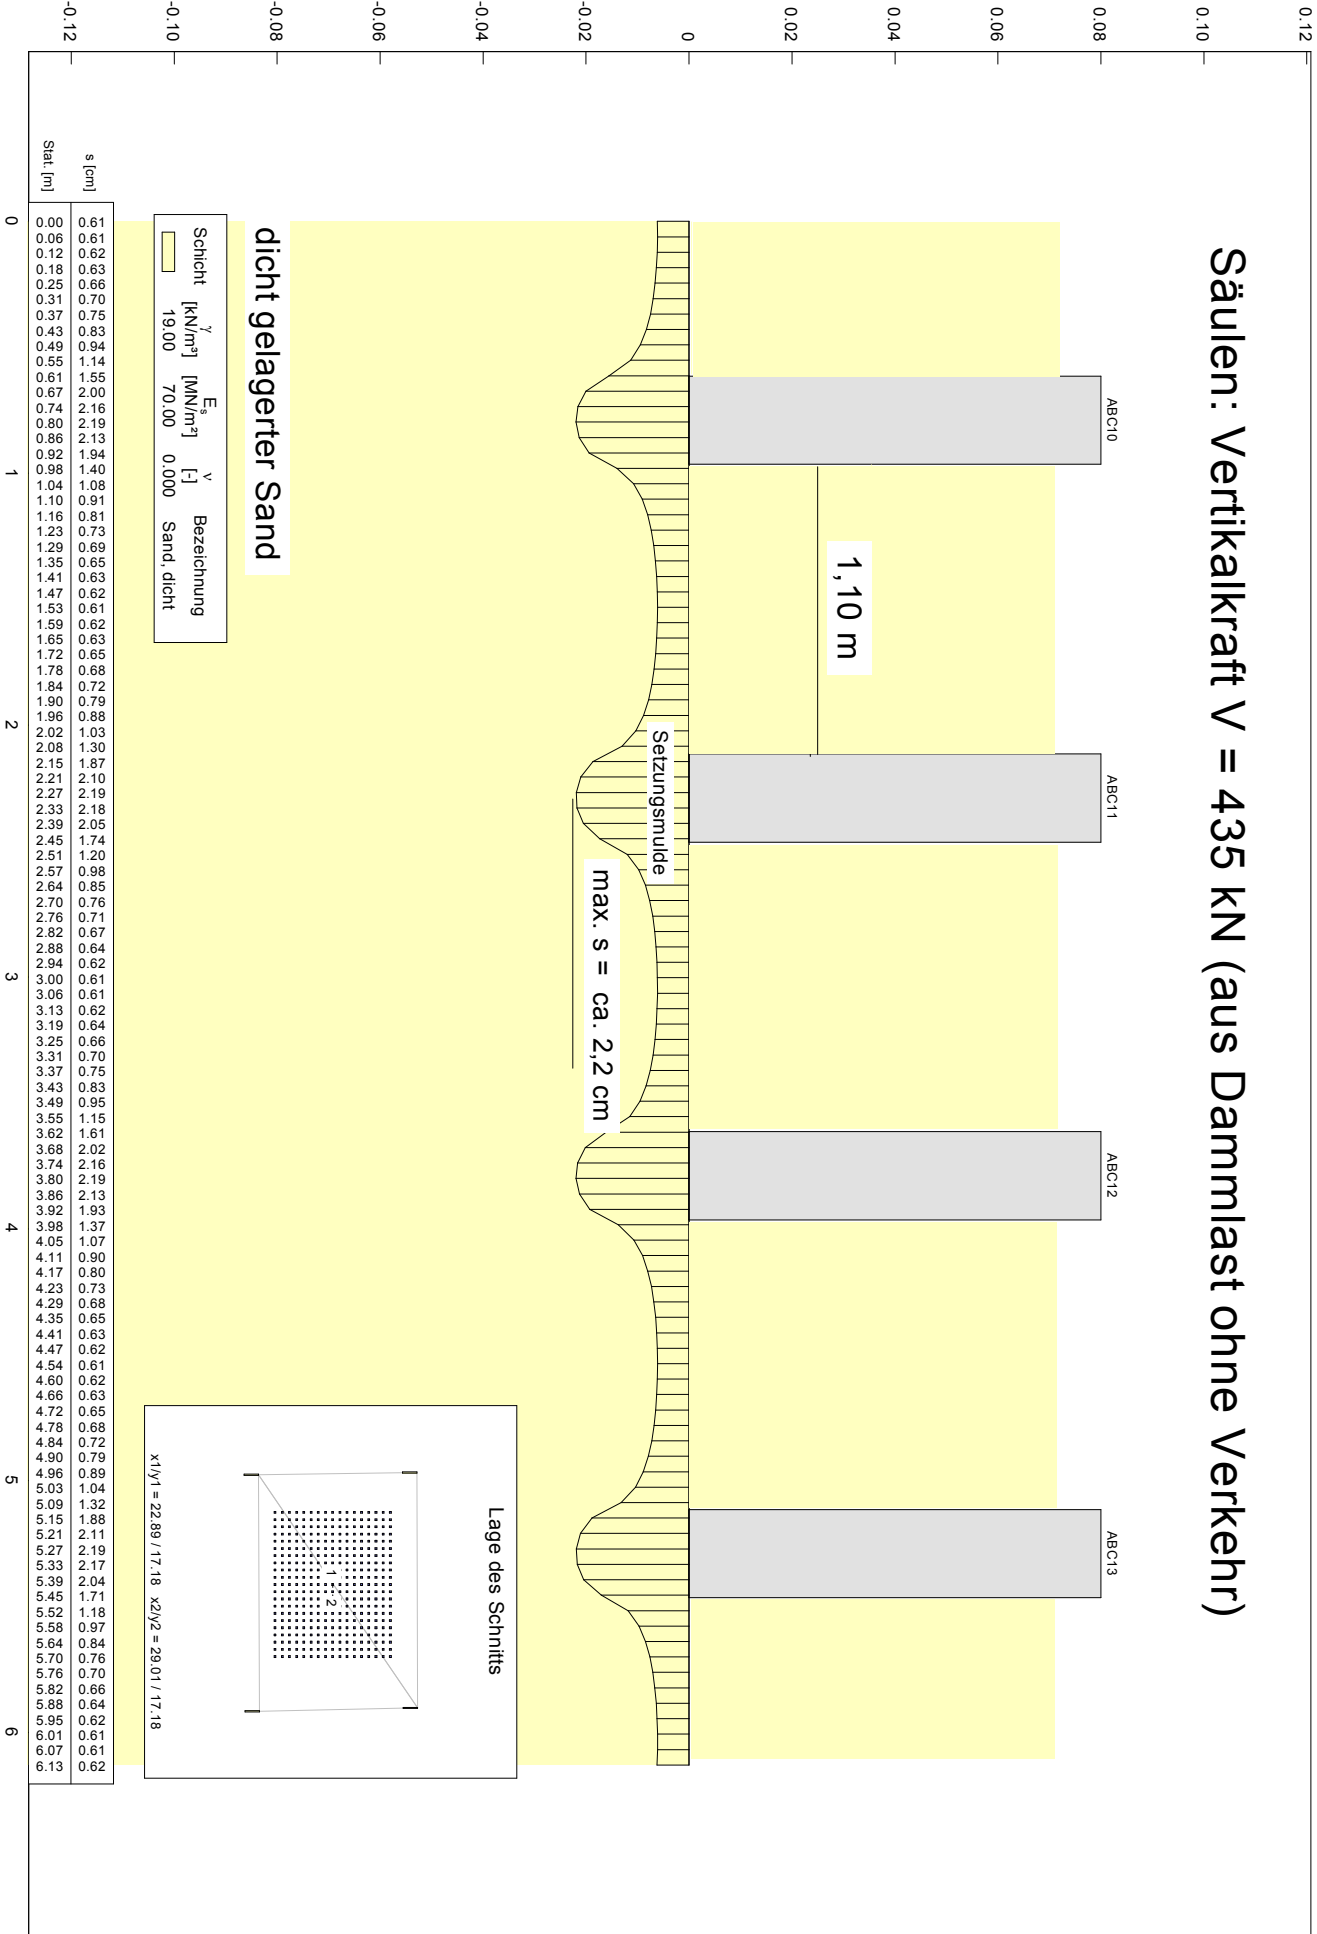 Säulen: Vertikalkraft V = 435 kN (aus Dammlast ohne Verkehr)
0.12
0.10
0.08
0.06
0.04
0.02
0
-0.02
-0.04
-0.06
-0.08
-0.10
-0.12
ABC10
ABC11
ABC12
ABC13
1,10 m
Setzungsmulde
max. s = ca. 2,2 cm
dicht gelagerter Sand
Schicht γ Es ν Bezeichnung
[kN/m³] [MN/m²] [-]
19.00 70.00 0.000 Sand, dicht
Lage des Schnitts
1 2
x1/y1 = 22.89 / 17.18 x2/y2 = 29.01 / 17.18
s [cm] 0.61 0.61 0.62 0.63 0.66 0.70 0.75 0.83 0.94 1.14 1.55 2.00 2.16 2.19 2.13 1.94 1.40 1.08 0.91 0.81 0.73 0.69 0.65 0.63 0.62 0.61 0.62 0.63 0.65 0.68 0.72 0.79 0.88 1.03 1.30 1.87 2.10 2.19 2.18 2.05 1.74 1.20 0.98 0.85 0.76 0.71 0.67 0.64 0.62 0.61 0.61 0.62 0.64 0.66 0.70 0.75 0.83 0.95 1.15 1.61 2.02 2.16 2.19 2.13 1.93 1.37 1.07 0.90 0.80 0.73 0.68 0.65 0.63 0.62 0.61 0.62 0.63 0.65 0.68 0.72 0.79 0.89 1.04 1.32 1.88 2.11 2.19 2.17 2.04 1.71 1.18 0.97 0.84 0.76 0.70 0.66 0.64 0.62 0.61 0.61 0.62
Stat. [m] 0.00 0.06 0.12 0.18 0.25 0.31 0.37 0.43 0.49 0.55 0.61 0.67 0.74 0.80 0.86 0.92 0.98 1.04 1.10 1.16 1.23 1.29 1.35 1.41 1.47 1.53 1.59 1.65 1.72 1.78 1.84 1.90 1.96 2.02 2.08 2.15 2.21 2.27 2.33 2.39 2.45 2.51 2.57 2.64 2.70 2.76 2.82 2.88 2.94 3.00 3.06 3.13 3.19 3.25 3.31 3.37 3.43 3.49 3.55 3.62 3.68 3.74 3.80 3.86 3.92 3.98 4.05 4.11 4.17 4.23 4.29 4.35 4.41 4.47 4.54 4.60 4.66 4.72 4.78 4.84 4.90 4.96 5.03 5.09 5.15 5.21 5.27 5.33 5.39 5.45 5.52 5.58 5.64 5.70 5.76 5.82 5.88 5.95 6.01 6.07 6.13
0 1 2 3 4 5 6